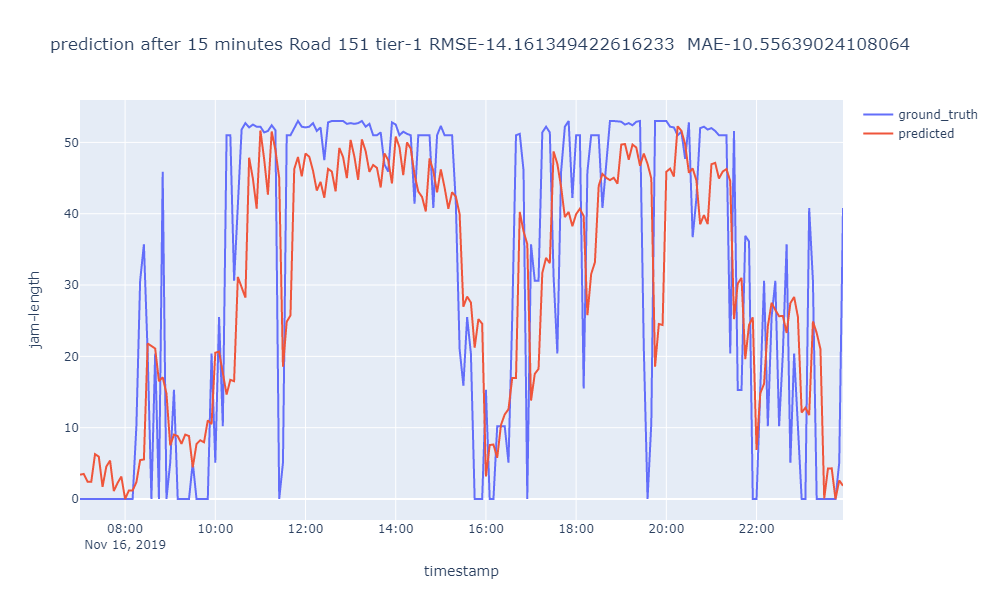 prediction after 15 minutes Road 151 tier-1 RMSE-14.161349422616233  MAE-10.55639024108064
ground_truth
predicted
jam-length
50
40
30
20
10
0
08:00 10:00 12:00 14:00 16:00 18:00 20:00 22:00
Nov 16, 2019
timestamp